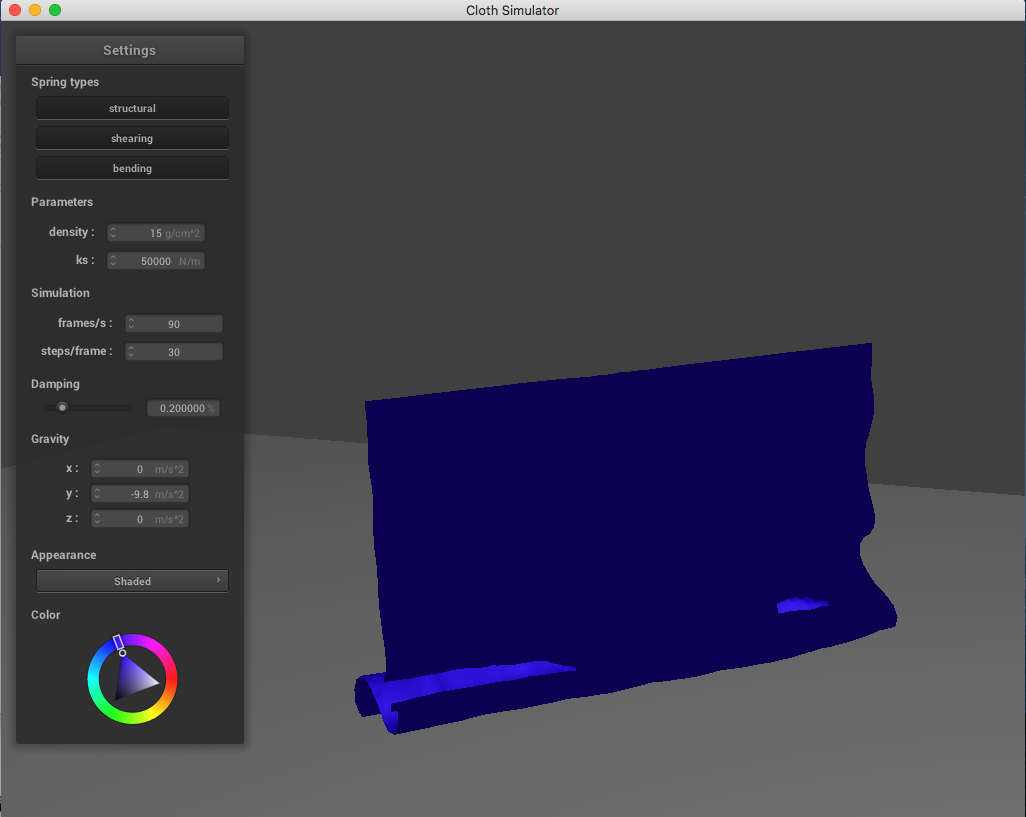 Cloth Simulator
Settings
Spring types
structural
shearing
bending
Parameters
density : 15 g/cm^2
ks : 50000 N/m
Simulation
frames/s : 90
steps/frame : 30
Damping
0.200000 %
Gravity
x : 0 m/s^2
y : -9.8 m/s^2
z : 0 m/s^2
Appearance
Shaded ›
Color